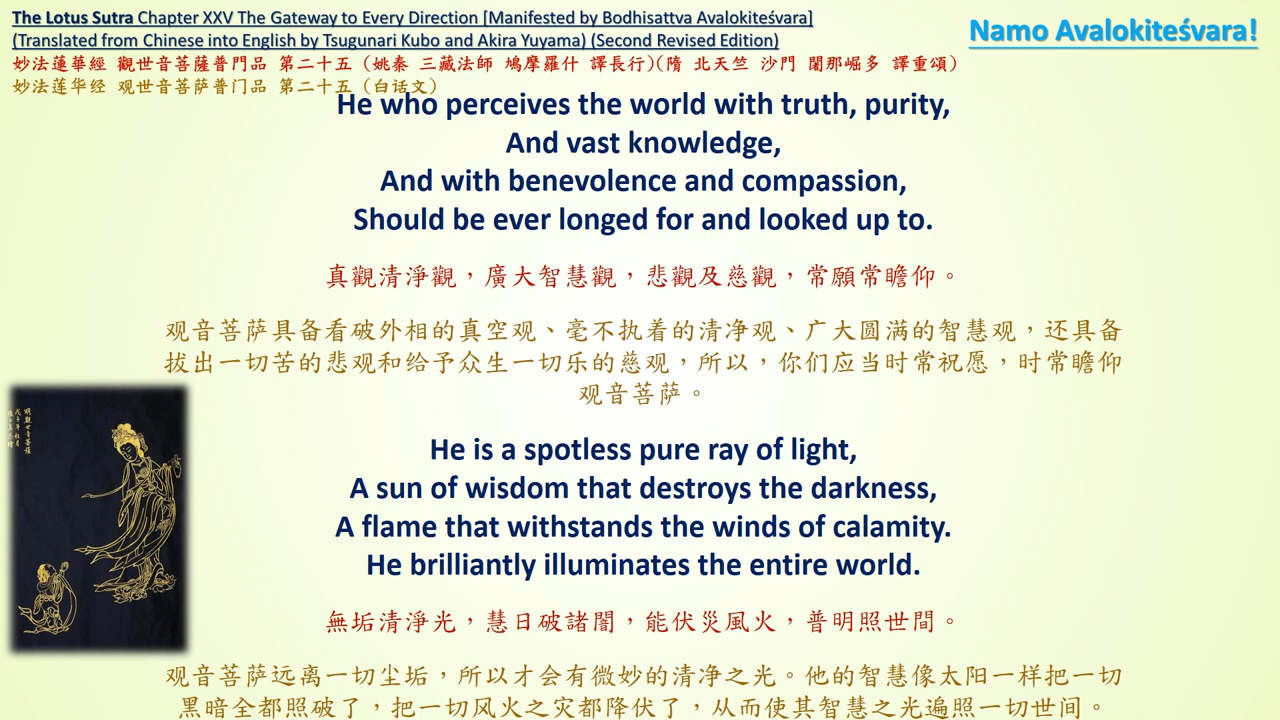 The Lotus Sutra Chapter XXV The Gateway to Every Direction [Manifested by Bodhisattva Avalokiteśvara]
(Translated from Chinese into English by Tsugunari Kubo and Akira Yuyama) (Second Revised Edition)
Namo Avalokiteśvara!
妙法蓮華經 觀世音菩薩普門品 第二十五 (姚秦 三藏法師 鳩摩羅什 譯長行)(隋 北天竺 沙門 闍那崛多 譯重頌)
妙法莲华经 观世音菩萨普门品 第二十五 (白话文)
He who perceives the world with truth, purity,
And vast knowledge,
And with benevolence and compassion,
Should be ever longed for and looked up to.
真觀清淨觀，廣大智慧觀，悲觀及慈觀，常願常瞻仰。
观音菩萨具备看破外相的真空观、毫不执着的清净观、广大圆满的智慧观，还具备
拔出一切苦的悲观和给予众生一切乐的慈观，所以，你们应当时常祝愿，时常瞻仰
观音菩萨。
He is a spotless pure ray of light,
A sun of wisdom that destroys the darkness,
A flame that withstands the winds of calamity.
He brilliantly illuminates the entire world.
無垢清淨光，慧日破諸闇，能伏災風火，普明照世間。
观音菩萨远离一切尘垢，所以才会有微妙的清净之光。他的智慧像太阳一样把一切
黑暗全都照破了，把一切风火之灾都降伏了，从而使其智慧之光遍照一切世间。